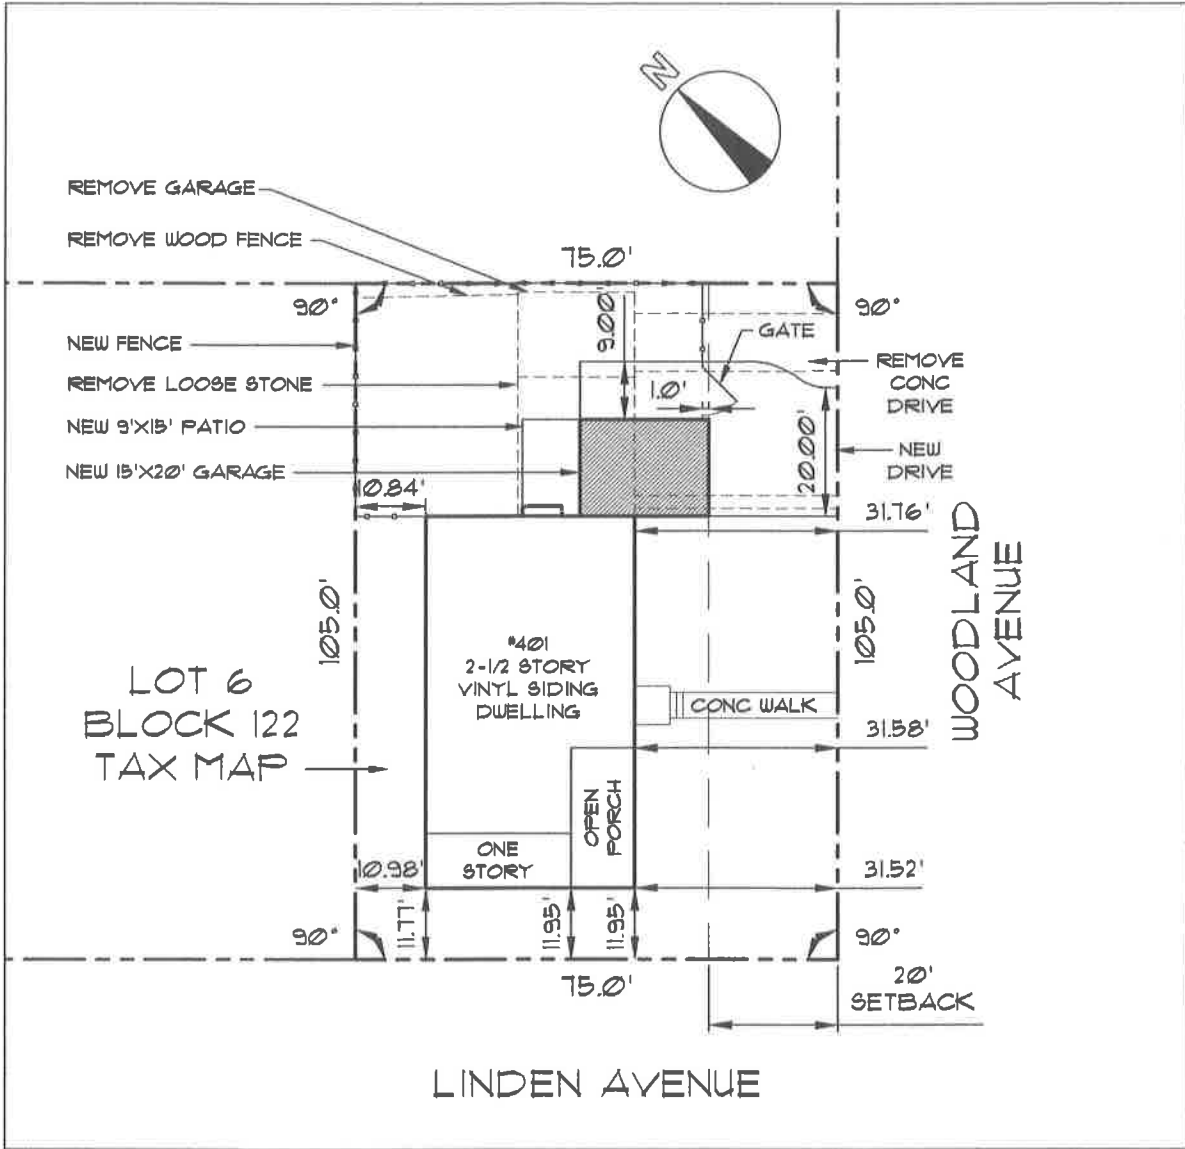 N
REMOVE GARAGE
REMOVE WOOD FENCE
75.0'
90°
90°
9.00'
GATE
NEW FENCE
REMOVE
CONC
DRIVE
REMOVE LOOSE STONE
1.0'
NEW 9'X15' PATIO
NEW 15'X20' GARAGE
NEW
DRIVE
20.00'
10.84'
31.76'
WOODLAND
AVENUE
105.0'
105.0'
#401
2-1/2 STORY
VINYL SIDING
DWELLING
LOT 6
BLOCK 122
TAX MAP
CONC WALK
31.58'
OPEN
PORCH
ONE
STORY
10.98'
31.52'
11.77'
11.95'
11.95'
90°
90°
75.0'
20'
SETBACK
LINDEN AVENUE